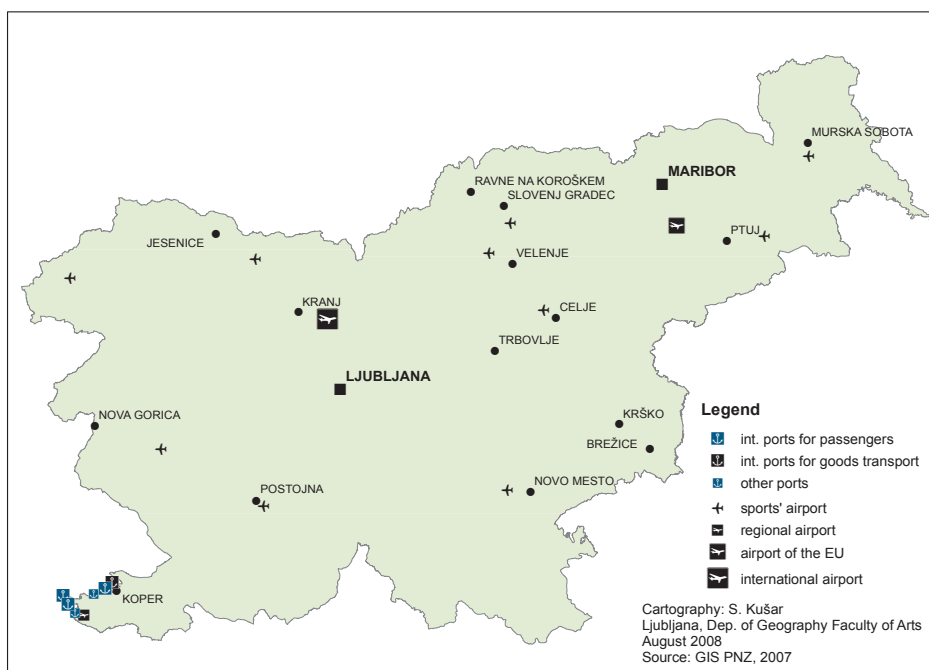 MURSKA SOBOTA
RAVNE NA KOROŠKEM
MARIBOR
SLOVENJ GRADEC
JESENICE
PTUJ
VELENJE
KRANJ
CELJE
TRBOVLJE
LJUBLJANA
NOVA GORICA
KRŠKO
BREŽICE
POSTOJNA
NOVO MESTO
KOPER
Legend
int. ports for passengers
int. ports for goods transport
other ports
sports' airport
regional airport
airport of the EU
international airport
Cartography: S. Kušar
Ljubljana, Dep. of Geography Faculty of Arts
August 2008
Source: GIS PNZ, 2007